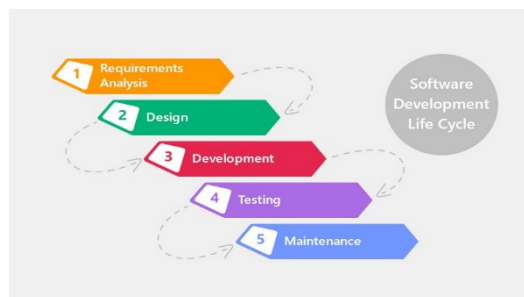 1
Requirements
Analysis
2
Design
3
Development
4
Testing
5
Maintenance
Software
Development
Life Cycle